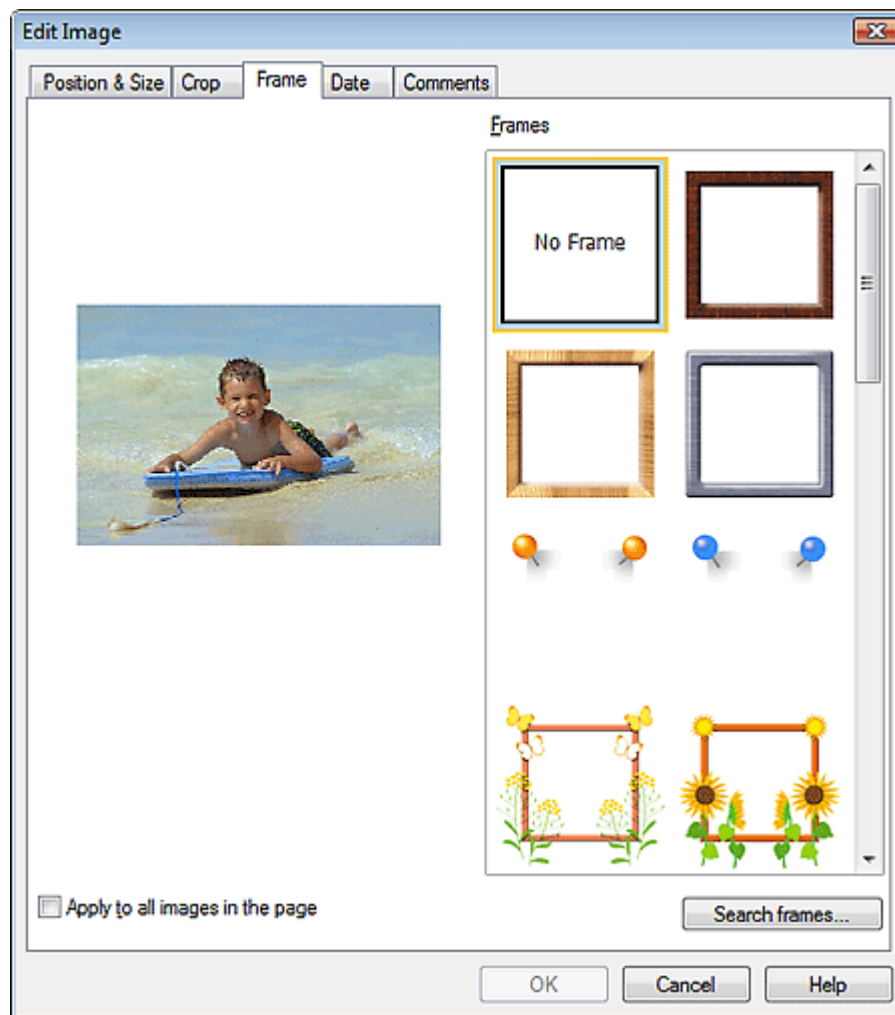 Edit Image
Position & Size Crop Frame Date Comments
Frames
No Frame
Apply to all images in the page
Search frames...
OK Cancel Help